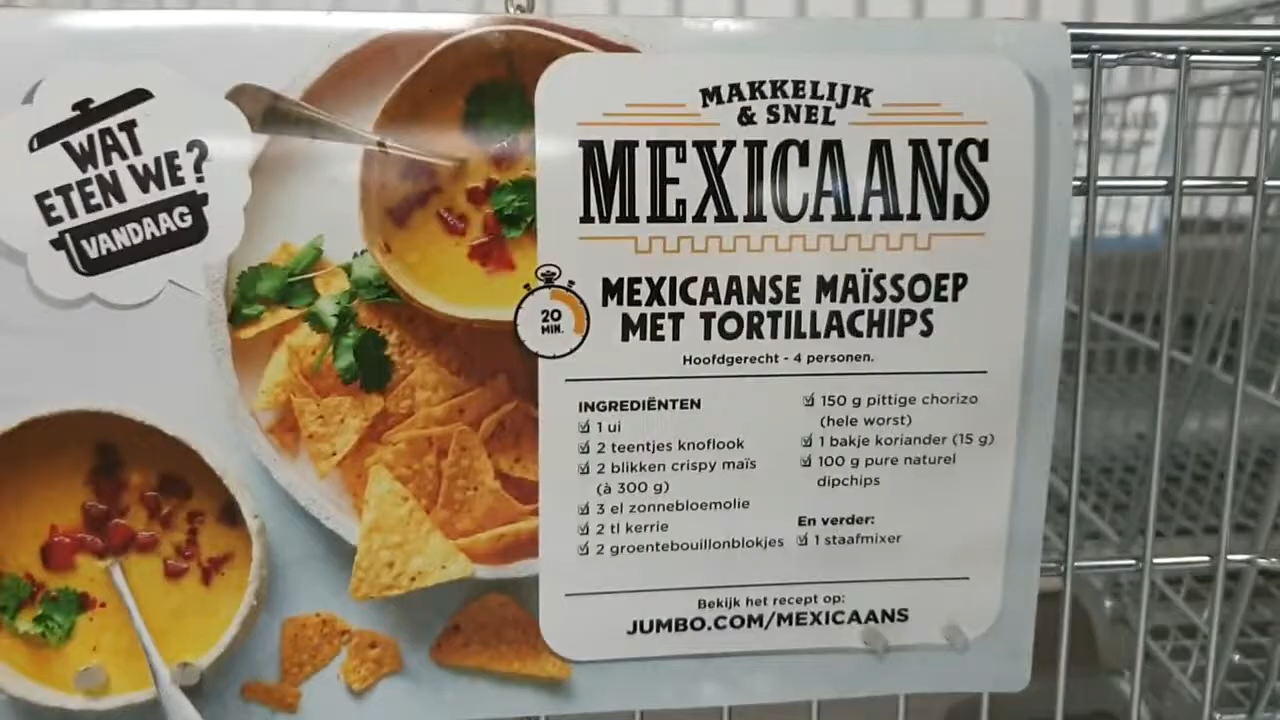 WAT
ETEN WE?
VANDAAG
MAKKELIJK
& SNEL
MEXICAANS
20
MIN.
MEXICAANSE MAÏSSOEP
MET TORTILLACHIPS
Hoofdgerecht - 4 personen.
INGREDIËNTEN
1 ui
2 teentjes knoflook
2 blikken crispy maïs
(à 300 g)
3 el zonnebloemolie
2 tl kerrie
2 groentebouillonblokjes
150 g pittige chorizo
(hele worst)
1 bakje koriander (15 g)
100 g pure naturel
dipchips
En verder:
1 staafmixer
Bekijk het recept op:
JUMBO.COM/MEXICAANS